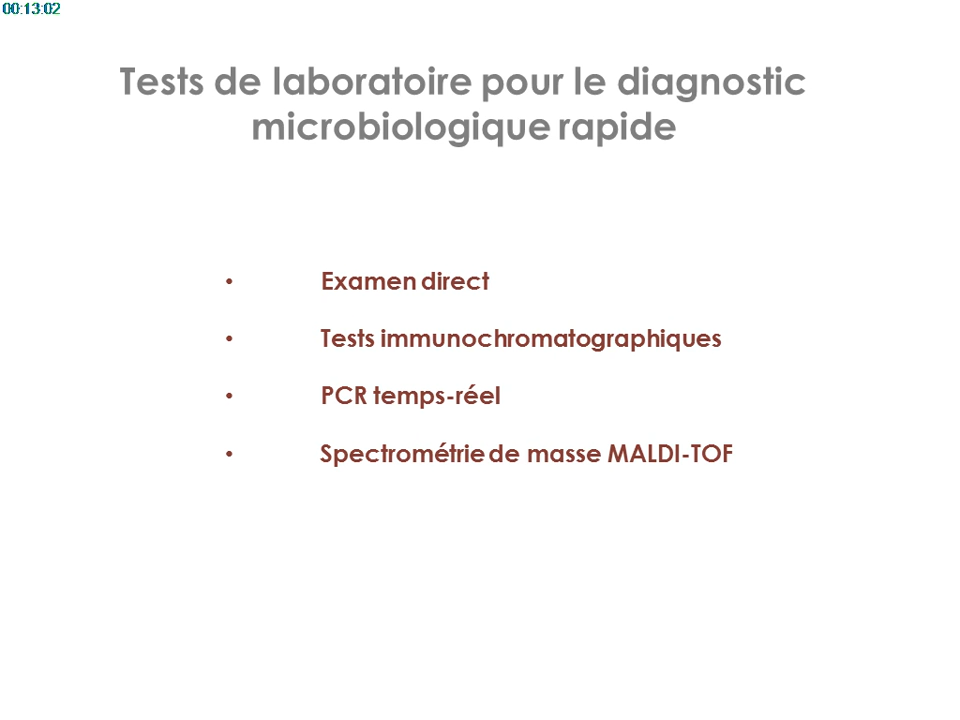 00:13:02
Tests de laboratoire pour le diagnostic
microbiologique rapide
• Examen direct
• Tests immunochromatographiques
• PCR temps-réel
• Spectrométrie de masse MALDI-TOF